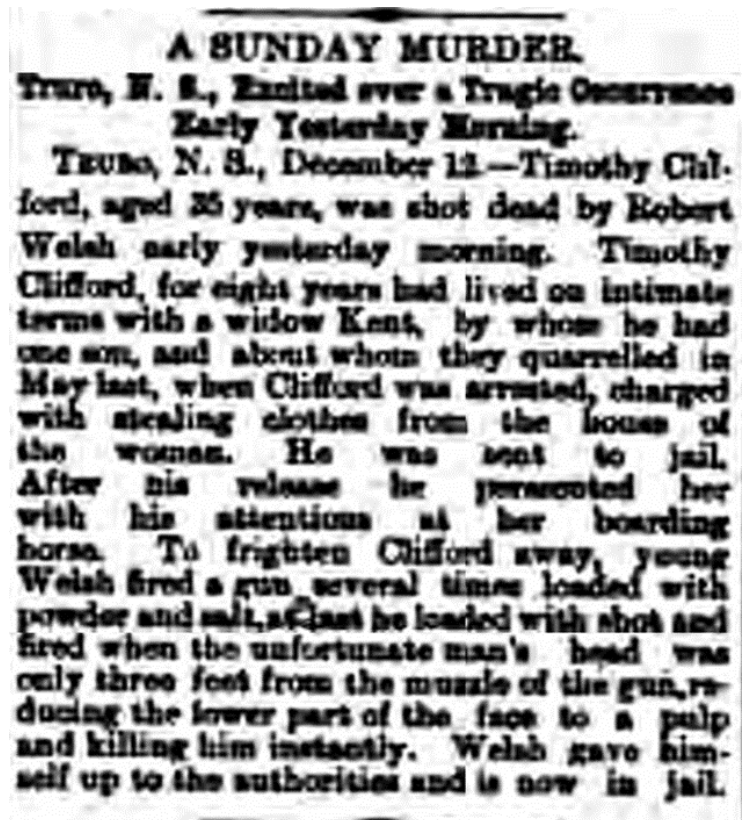 A SUNDAY MURDER.
Truro, N. S., Excited over a Tragic Occurrence
Early Yesterday Morning.
TRURO, N. S., December 12.—Timothy Clif-
ford, aged 35 years, was shot dead by Robert
Welsh early yesterday morning. Timothy
Clifford, for eight years had lived on intimate
terms with a widow Kent, by whom he had
one son, and about whom they quarrelled in
May last, when Clifford was arrested, charged
with stealing clothes from the house of
the woman. He was sent to jail.
After his release he persecuted her
with his attentions at her boarding
horse. To frighten Clifford away, young
Welsh fired a gun several times loaded with
powder and salt, at last he loaded with shot and
fired when the unfortunate man's head was
only three feet from the muzzle of the gun, re-
ducing the lower part of the face to a pulp
and killing him instantly. Welsh gave him-
self up to the authorities and is now in jail.